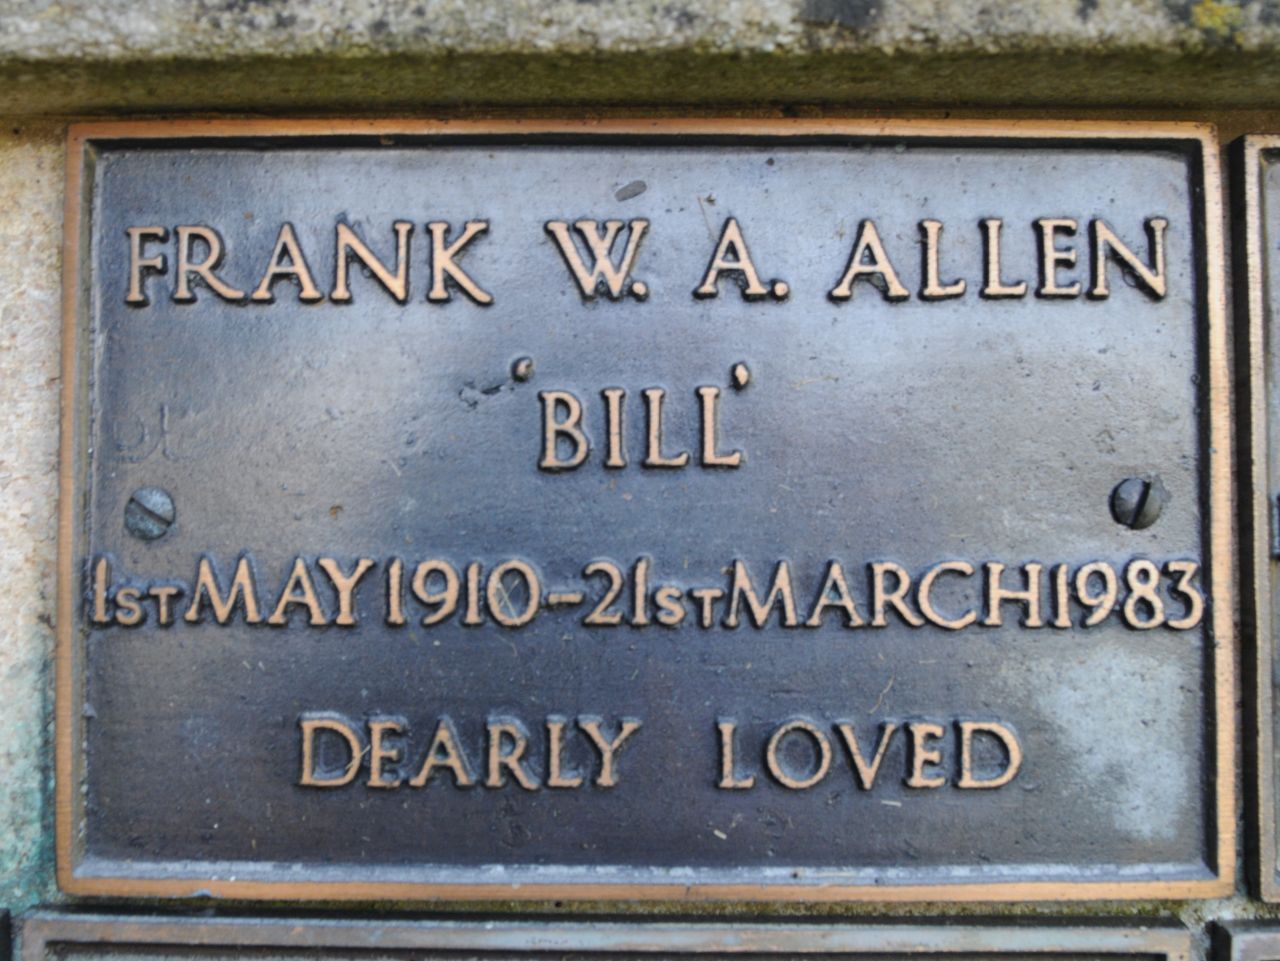 FRANK W. A. ALLEN
'BILL'
1ST MAY 1910-21ST MARCH 1983
DEARLY LOVED